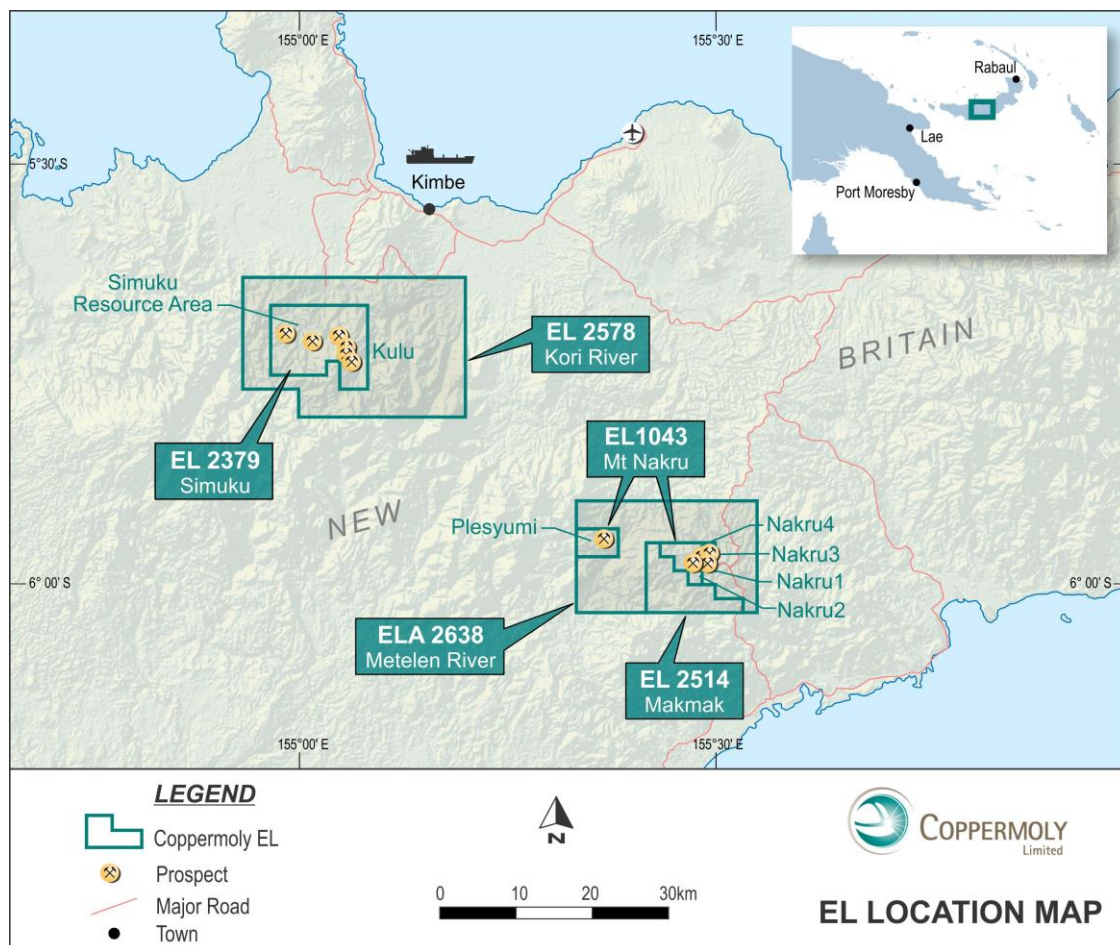 155°00' E
155°30' E
5°30' S
Kimbe
Rabaul
Lae
Port Moresby
Simuku
Resource Area
Kulu
EL 2578
Kori River
BRITAIN
EL 2379
Simuku
EL1043
Mt Nakru
NEW
Plesyumi
Nakru4
Nakru3
Nakru1
Nakru2
6° 00' S
6° 00' S
ELA 2638
Metelen River
EL 2514
Makmak
155°00' E
155°30' E
LEGEND
Coppermoly EL
Prospect
Major Road
Town
N
0 10 20 30km
COPPERMOLY
Limited
EL LOCATION MAP